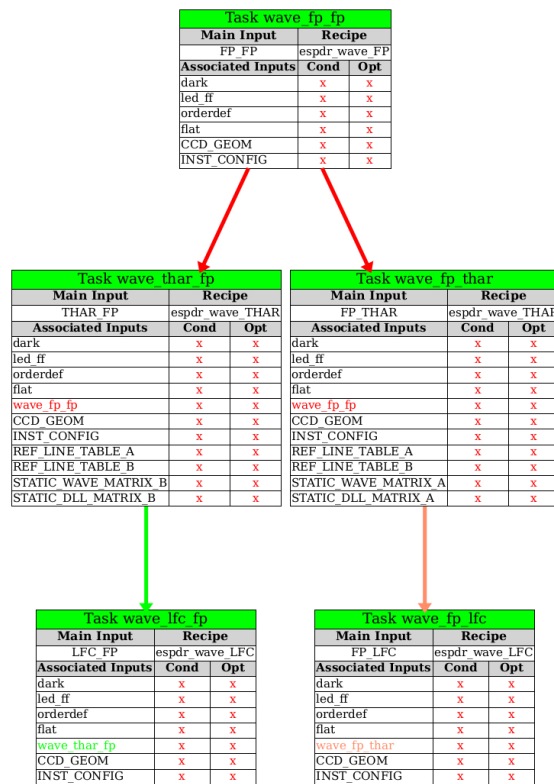 Task wave_fp_fp
Main Input Recipe
FP_FP espdr_wave_FP
Associated Inputs Cond Opt
dark x x
led_ff x x
orderdef x x
flat x x
CCD_GEOM x x
INST_CONFIG x x
Task wave_thar_fp
Main Input Recipe
THAR_FP espdr_wave_THAR
Associated Inputs Cond Opt
dark x x
led_ff x x
orderdef x x
flat x x
wave_fp_fp x x
CCD_GEOM x x
INST_CONFIG x x
REF_LINE_TABLE_A x x
REF_LINE_TABLE_B x x
STATIC_WAVE_MATRIX_B x x
STATIC_DLL_MATRIX_B x x
Task wave_fp_thar
Main Input Recipe
FP_THAR espdr_wave_THAR
Associated Inputs Cond Opt
dark x x
led_ff x x
orderdef x x
flat x x
wave_fp_fp x x
CCD_GEOM x x
INST_CONFIG x x
REF_LINE_TABLE_A x x
REF_LINE_TABLE_B x x
STATIC_WAVE_MATRIX_A x x
STATIC_DLL_MATRIX_A x x
Task wave_lfc_fp
Main Input Recipe
LFC_FP espdr_wave_LFC
Associated Inputs Cond Opt
dark x x
led_ff x x
orderdef x x
flat x x
wave_thar_fp x x
CCD_GEOM x x
INST_CONFIG x x
Task wave_fp_lfc
Main Input Recipe
FP_LFC espdr_wave_LFC
Associated Inputs Cond Opt
dark x x
led_ff x x
orderdef x x
flat x x
wave_fp_thar x x
CCD_GEOM x x
INST_CONFIG x x